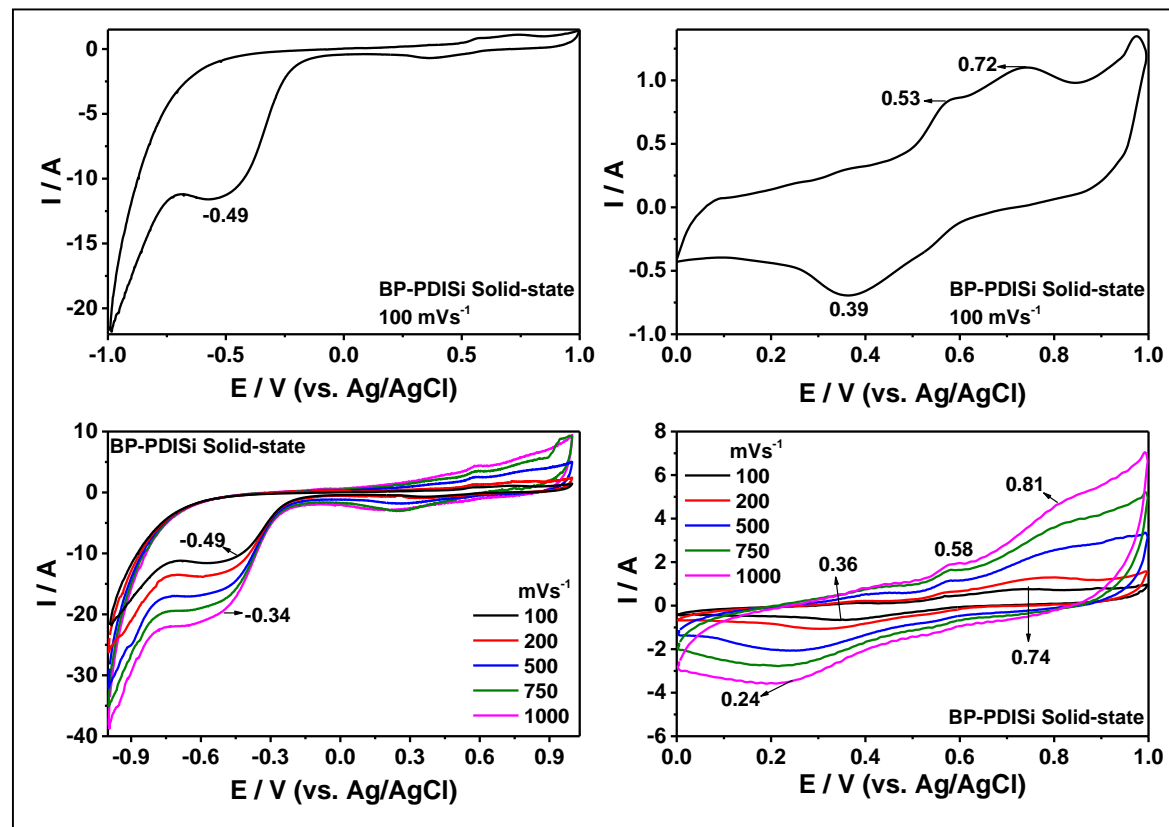 0
-5
-10
-15
-20
I / A
-0.49
BP-PDISi Solid-state
100 mVs⁻¹
-1.0 -0.5 0.0 0.5 1.0
E / V (vs. Ag/AgCl)
1.0
0.5
0.0
-0.5
1.0
I / A
0.72
0.53
0.39
BP-PDISi Solid-state
100 mVs⁻¹
0.0 0.2 0.4 0.6 0.8 1.0
E / V (vs. Ag/AgCl)
10
0
-10
-20
-30
-40
I / A
BP-PDISi Solid-state
-0.49
-0.34
mVs⁻¹
100
200
500
750
1000
-0.9 -0.6 -0.3 0.0 0.3 0.6 0.9
E / V (vs. Ag/AgCl)
8
6
4
2
0
-2
-4
-6
I / A
mVs⁻¹
100
200
500
750
1000
0.81
0.58
0.36
0.74
0.24
BP-PDISi Solid-state
0.0 0.2 0.4 0.6 0.8 1.0
E / V (vs. Ag/AgCl)